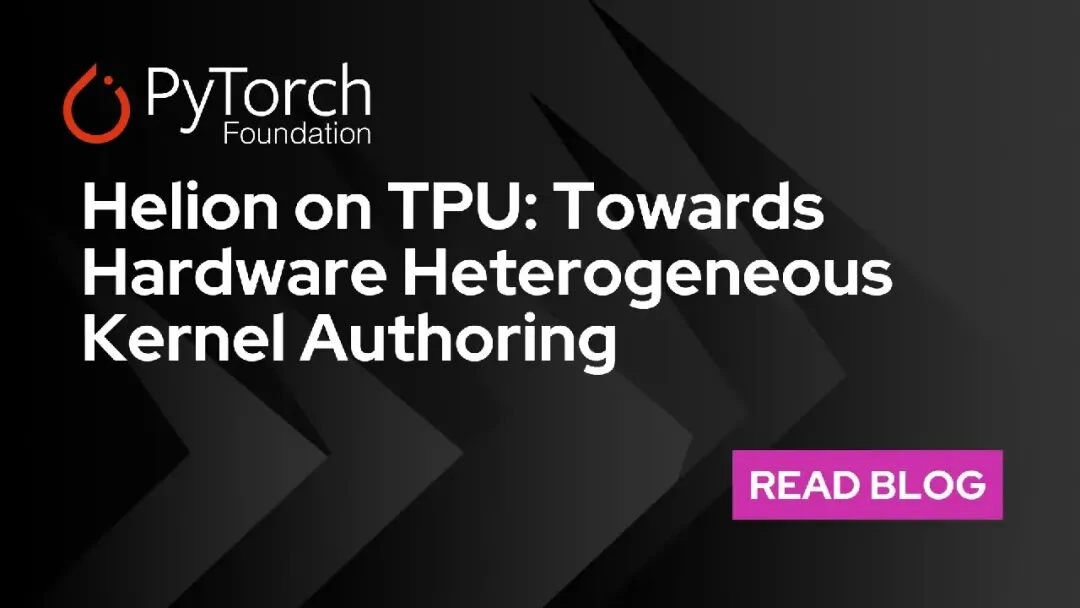 PyTorch
Foundation
Helion on TPU: Towards
Hardware Heterogeneous
Kernel Authoring
READ BLOG